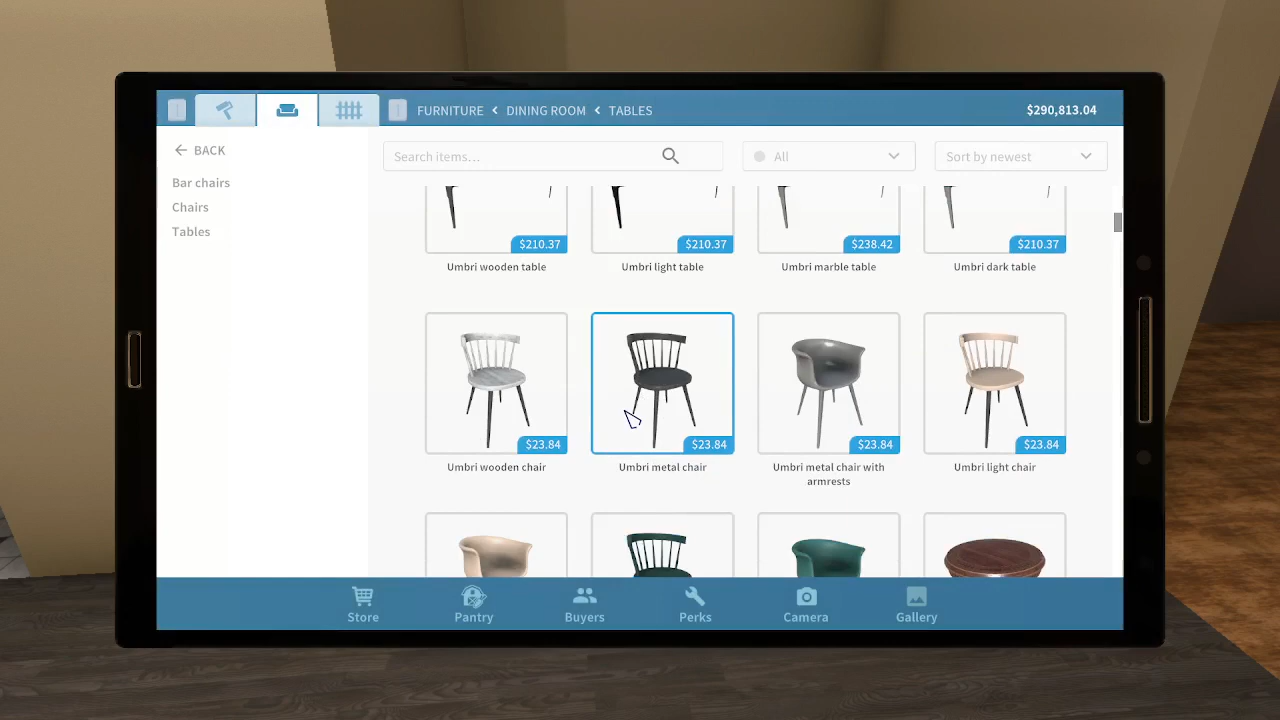 FURNITURE < DINING ROOM < TABLES
$290,813.04
BACK
Search items...
All
Sort by newest
Bar chairs
Chairs
Tables
$210.37
$210.37
$238.42
$210.37
Umbri wooden table
Umbri light table
Umbri marble table
Umbri dark table
$23.84
$23.84
$23.84
$23.84
Umbri wooden chair
Umbri metal chair
Umbri metal chair with
armrests
Umbri light chair
Store
Pantry
Buyers
Perks
Camera
Gallery